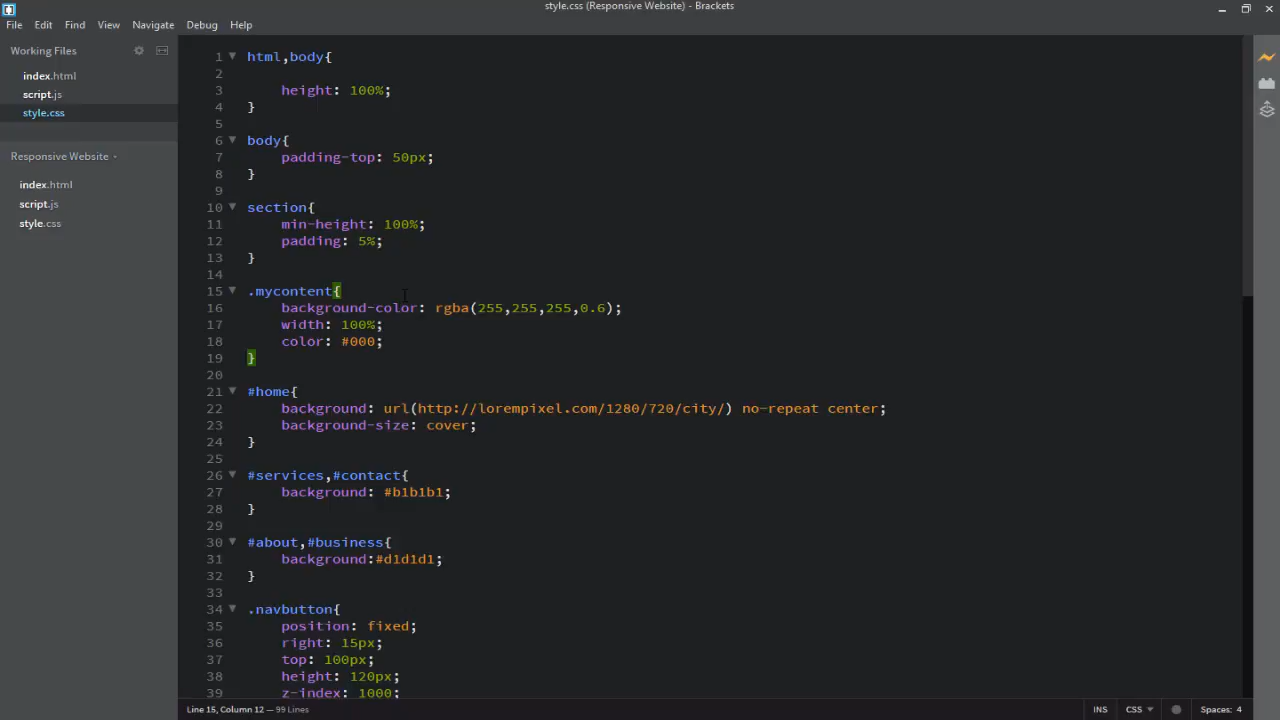 style.css (Responsive Website) - Brackets
File Edit Find View Navigate Debug Help
Working Files
index.html
script.js
style.css
Responsive Website
index.html
script.js
style.css
1 html,body{
2
3 height: 100%;
4 }
5
6 body{
7 padding-top: 50px;
8 }
9
10 section{
11 min-height: 100%;
12 padding: 5%;
13 }
14
15 .mycontent{
16 background-color: rgba(255,255,255,0.6);
17 width: 100%;
18 color: #000;
19 }
20
21 #home{
22 background: url(http://lorempixel.com/1280/720/city/) no-repeat center;
23 background-size: cover;
24 }
25
26 #services,#contact{
27 background: #b1b1b1;
28 }
29
30 #about,#business{
31 background:#d1d1d1;
32 }
33
34 .navbutton{
35 position: fixed;
36 right: 15px;
37 top: 100px;
38 height: 120px;
39 z-index: 1000;
Line 15, Column 12 — 99 Lines
INS CSS Spaces: 4